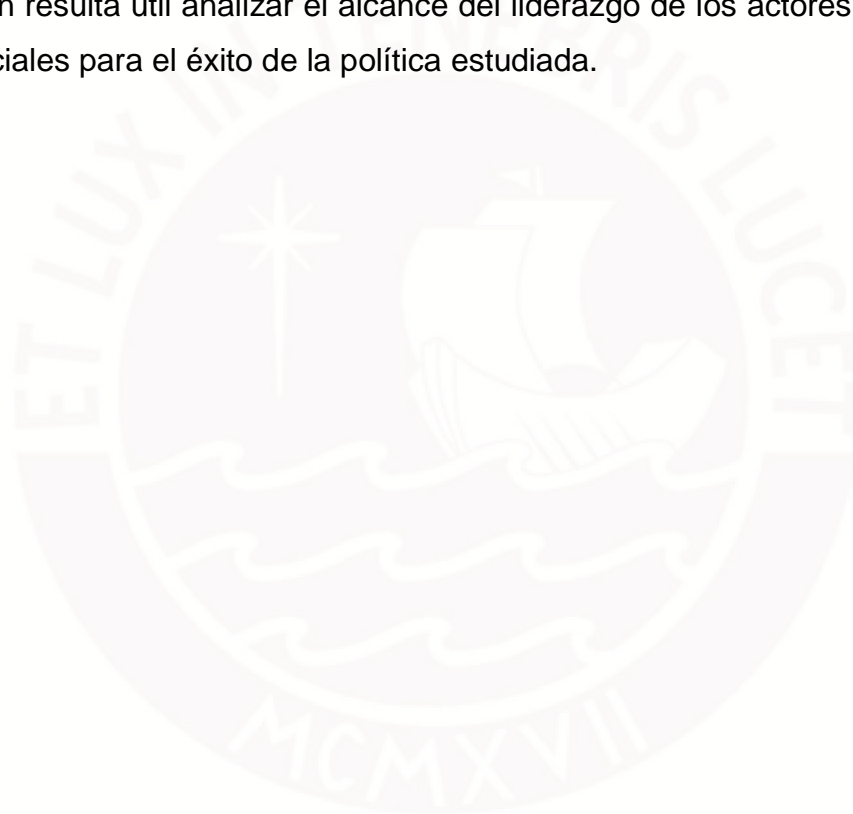 n resulta útil analizar el alcance del liderazgo de los actores
ciales para el éxito de la política estudiada.
ET LUX IN TENEBRIS LUCET
MCMXVII